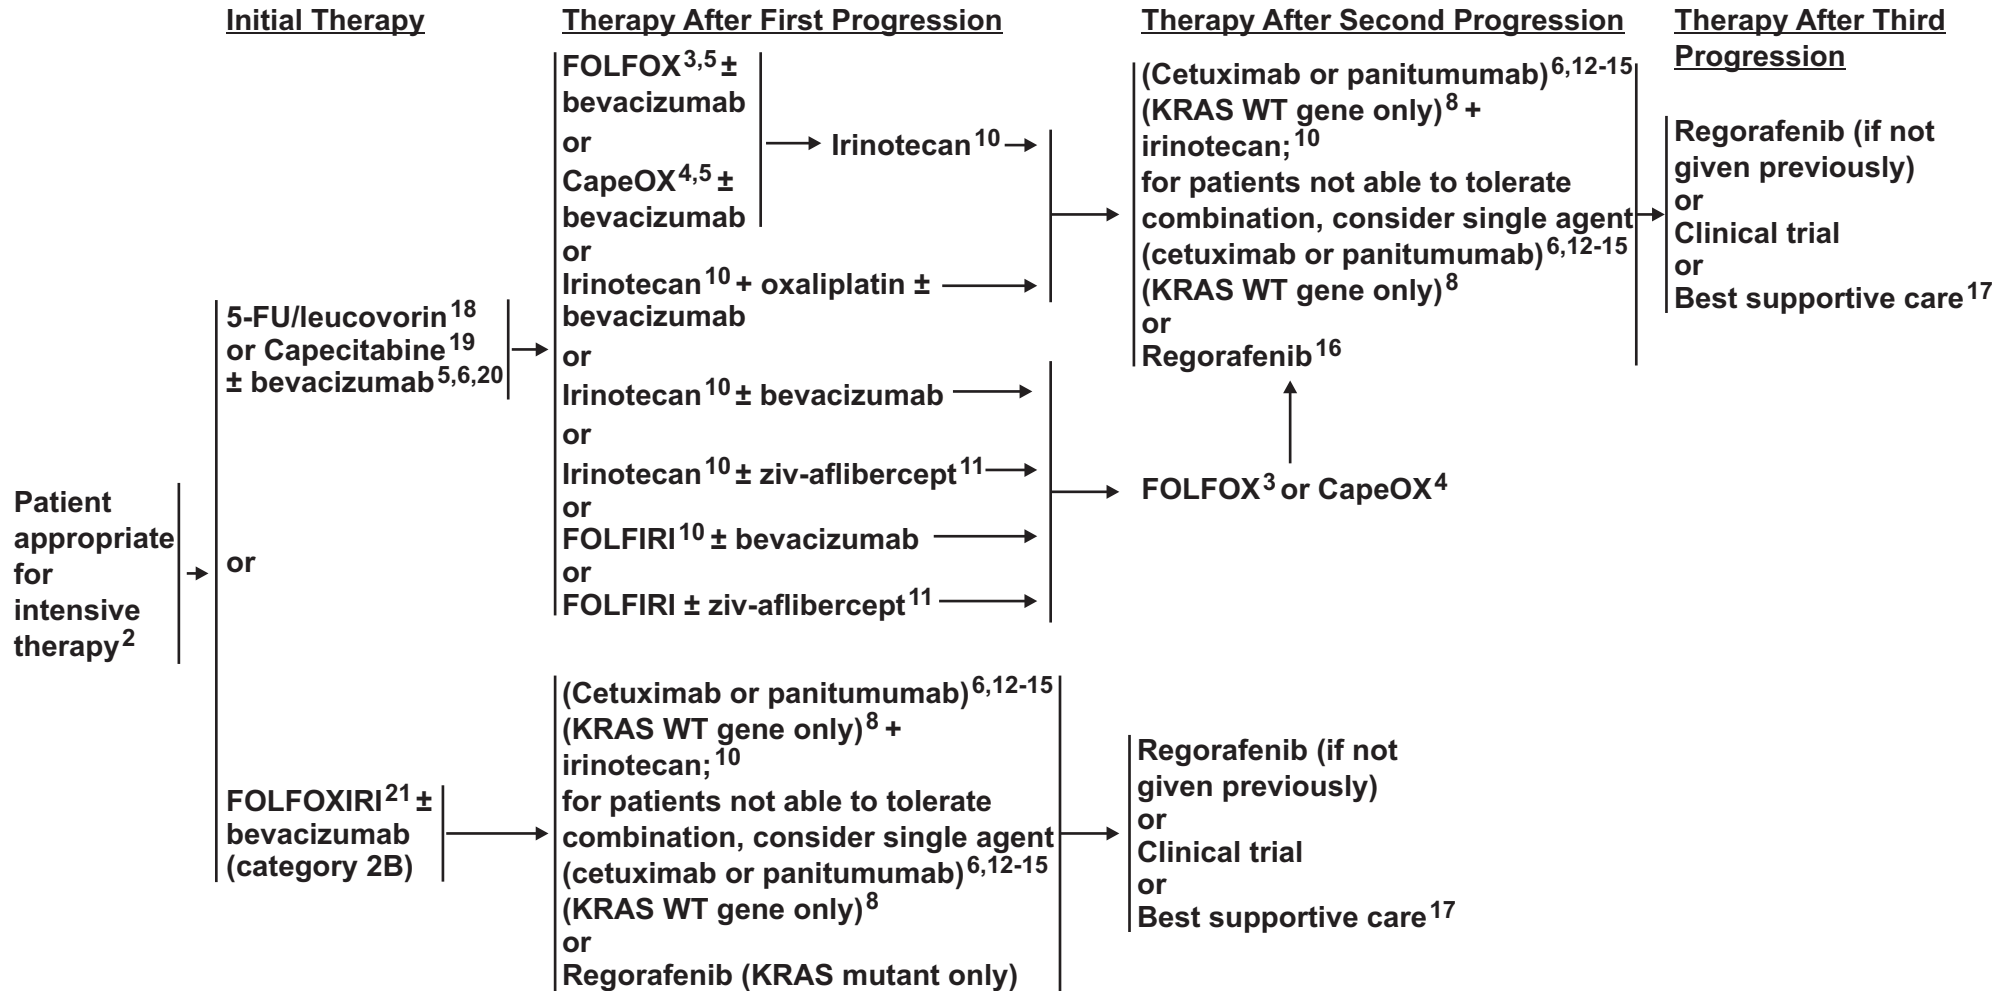 Initial Therapy
Therapy After First Progression
Therapy After Second Progression
Therapy After Third
Progression
Patient
appropriate
for
intensive
therapy2
5-FU/leucovorin18
or Capecitabine19
± bevacizumab5,6,20
or
FOLFOXIRI21 ±
bevacizumab
(category 2B)
FOLFOX3,5 ±
bevacizumab
or
CapeOX4,5 ±
bevacizumab
or
Irinotecan10 + oxaliplatin ±
bevacizumab
or
Irinotecan10 ± bevacizumab
or
Irinotecan10 ± ziv-aflibercept11
or
FOLFIRI10 ± bevacizumab
or
FOLFIRI ± ziv-aflibercept11
Irinotecan10
(Cetuximab or panitumumab)6,12-15
(KRAS WT gene only)8 +
irinotecan;10
for patients not able to tolerate
combination, consider single agent
(cetuximab or panitumumab)6,12-15
(KRAS WT gene only)8
or
Regorafenib16
FOLFOX3 or CapeOX4
Regorafenib (if not
given previously)
or
Clinical trial
or
Best supportive care17
(Cetuximab or panitumumab)6,12-15
(KRAS WT gene only)8 +
irinotecan;10
for patients not able to tolerate
combination, consider single agent
(cetuximab or panitumumab)6,12-15
(KRAS WT gene only)8
or
Regorafenib (KRAS mutant only)
Regorafenib (if not
given previously)
or
Clinical trial
or
Best supportive care17